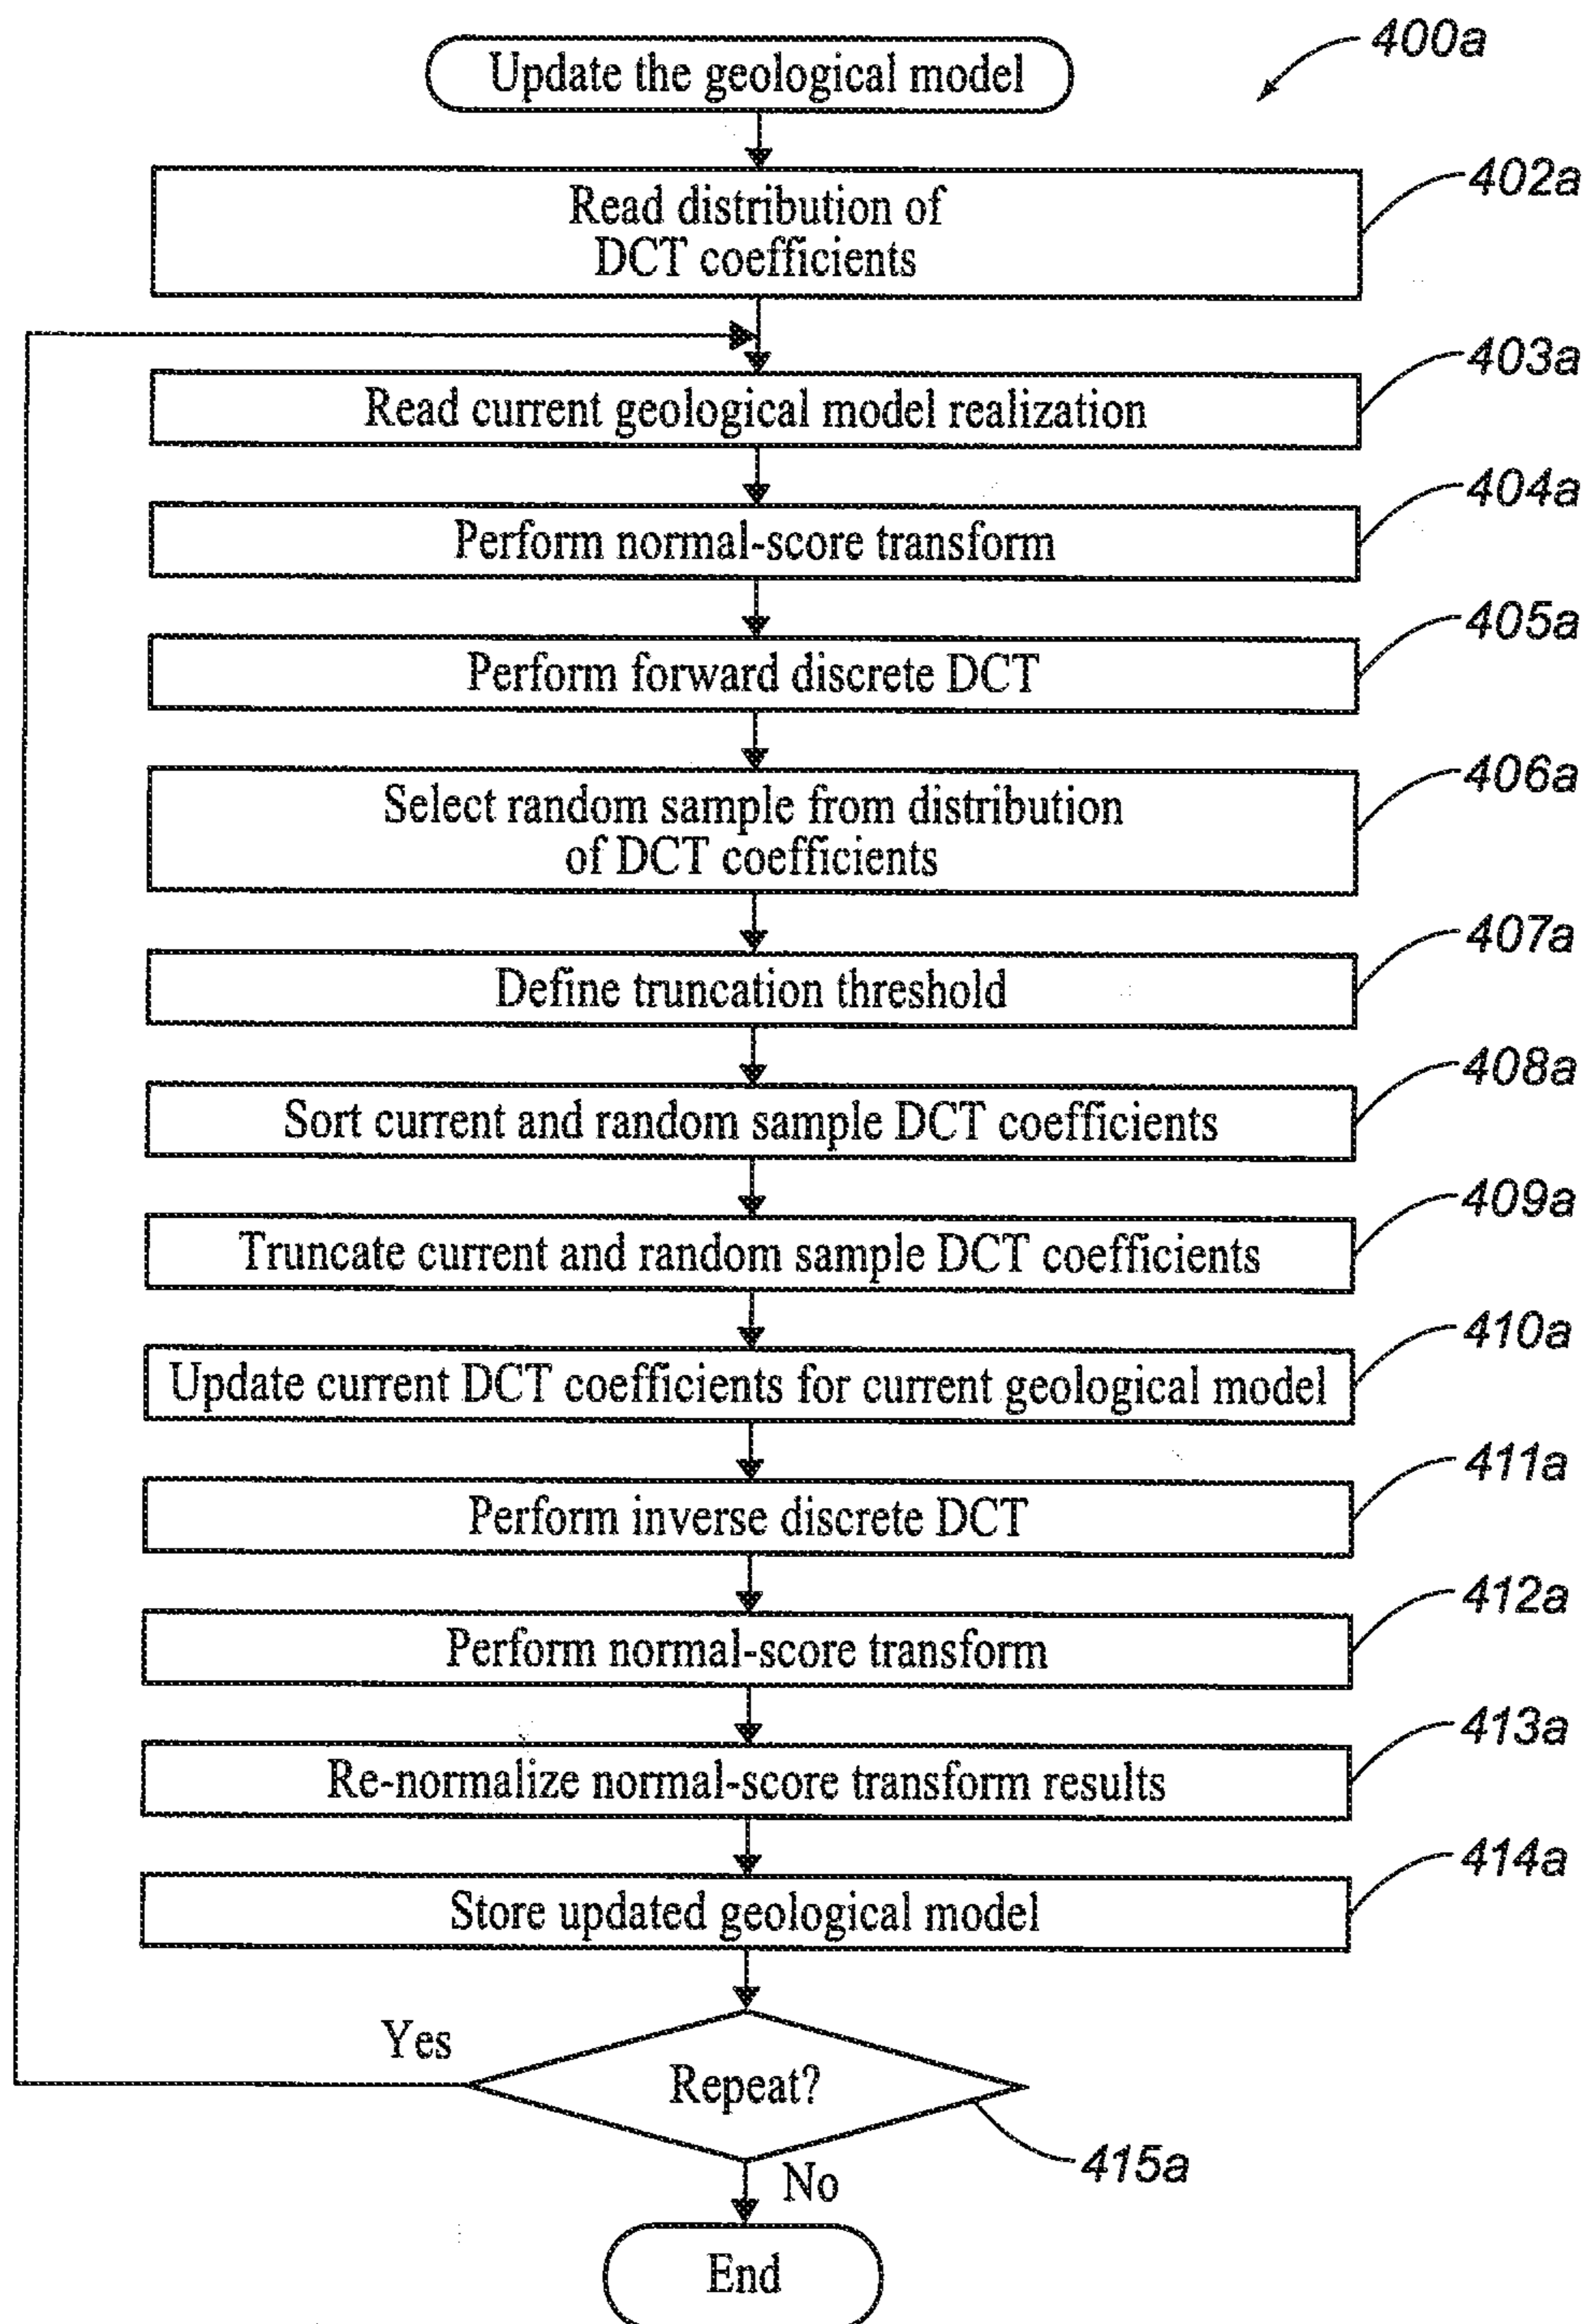 400a
Update the geological model
Read distribution of
DCT coefficients
402a
Read current geological model realization
403a
Perform normal-score transform
404a
Perform forward discrete DCT
405a
Select random sample from distribution
of DCT coefficients
406a
Define truncation threshold
407a
Sort current and random sample DCT coefficients
408a
Truncate current and random sample DCT coefficients
409a
Update current DCT coefficients for current geological model
410a
Perform inverse discrete DCT
411a
Perform normal-score transform
412a
Re-normalize normal-score transform results
413a
Store updated geological model
414a
Yes
Repeat?
415a
No
End